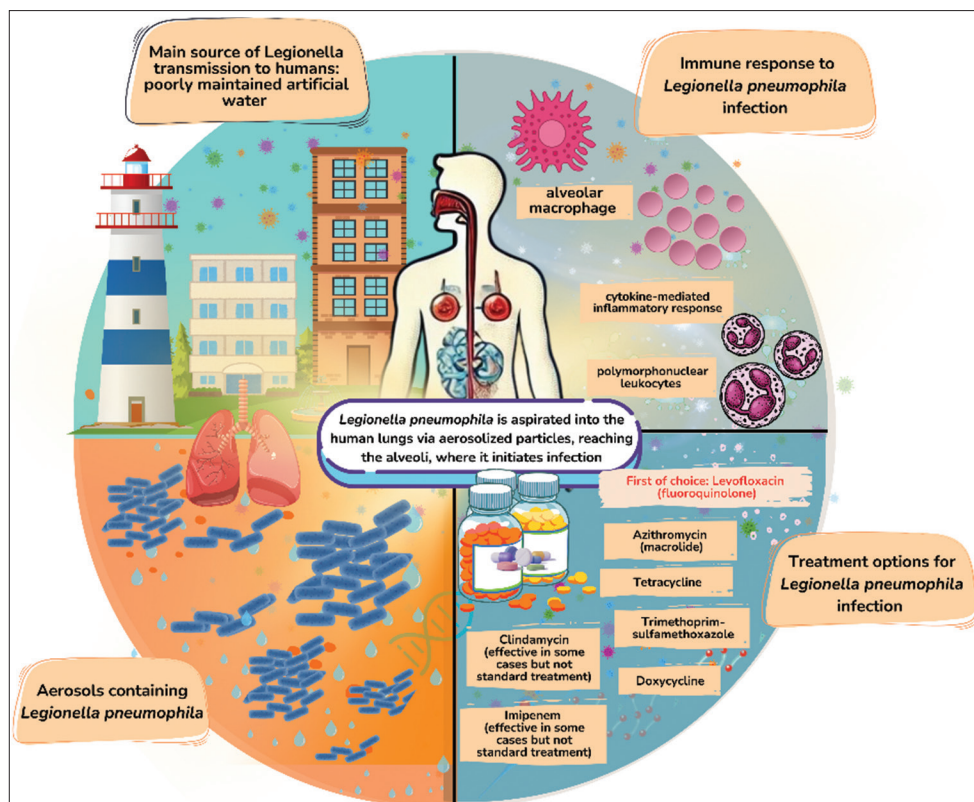 Main source of Legionella
transmission to humans:
poorly maintained artificial
water
Immune response to
Legionella pneumophila
infection
alveolar
macrophage
cytokine-mediated
inflammatory response
polymorphonuclear
leukocytes
Legionella pneumophila is aspirated into the
human lungs via aerosolized particles, reaching
the alveoli, where it initiates infection
Aerosols containing
Legionella pneumophila
First of choice: Levofloxacin
(fluoroquinolone)
Azithromycin
(macrolide)
Tetracycline
Trimethoprim-
sulfamethoxazole
Doxycycline
Clindamycin
(effective in some
cases but not
standard treatment)
Imipenem
(effective in some
cases but not
standard treatment)
Treatment options for
Legionella pneumophila
infection